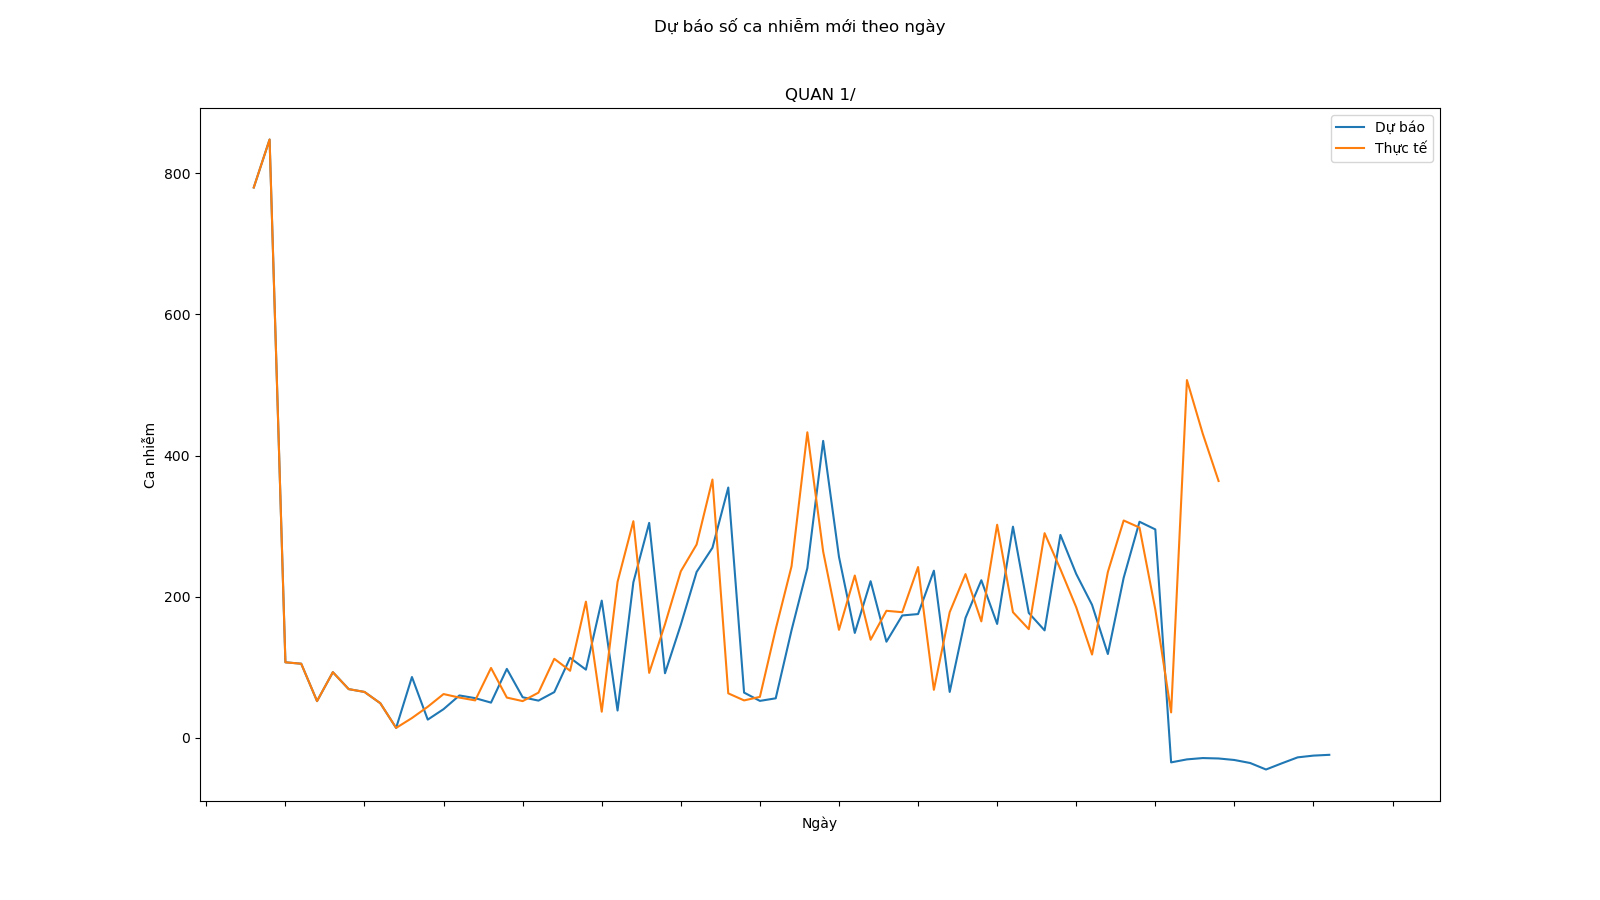 Dự báo số ca nhiễm mới theo ngày
QUAN 1/
Dự báo
Thực tế
800
600
400
200
0
Ca nhiễm
Ngày